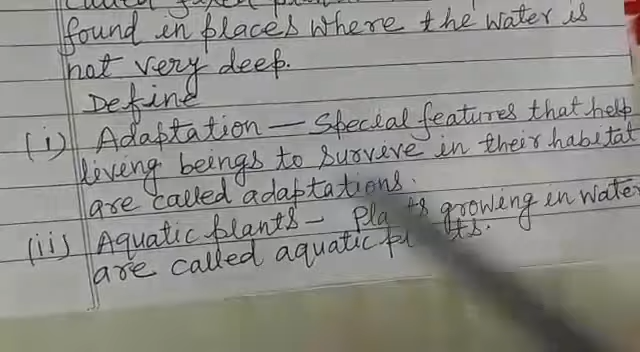 found in places where the water is
not very deep.
Define
(i) Adaptation - Special features that help
living beings to survive in their habitat
are called adaptations.
(ii) Aquatic plants - growing in water
are called aquatic